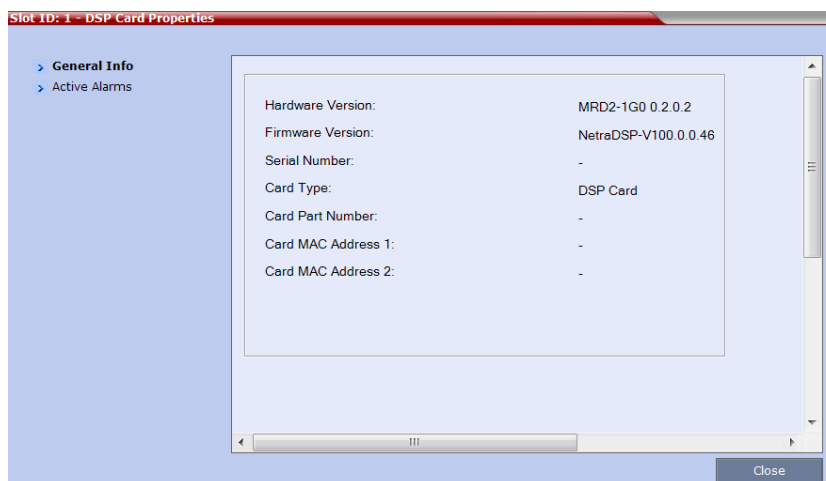 Slot ID: 1 - DSP Card Properties
General Info
Active Alarms
Hardware Version: MRD2-1G0 0.2.0.2
Firmware Version: NetraDSP-V100.0.0.46
Serial Number: -
Card Type: DSP Card
Card Part Number: -
Card MAC Address 1: -
Card MAC Address 2: -
Close